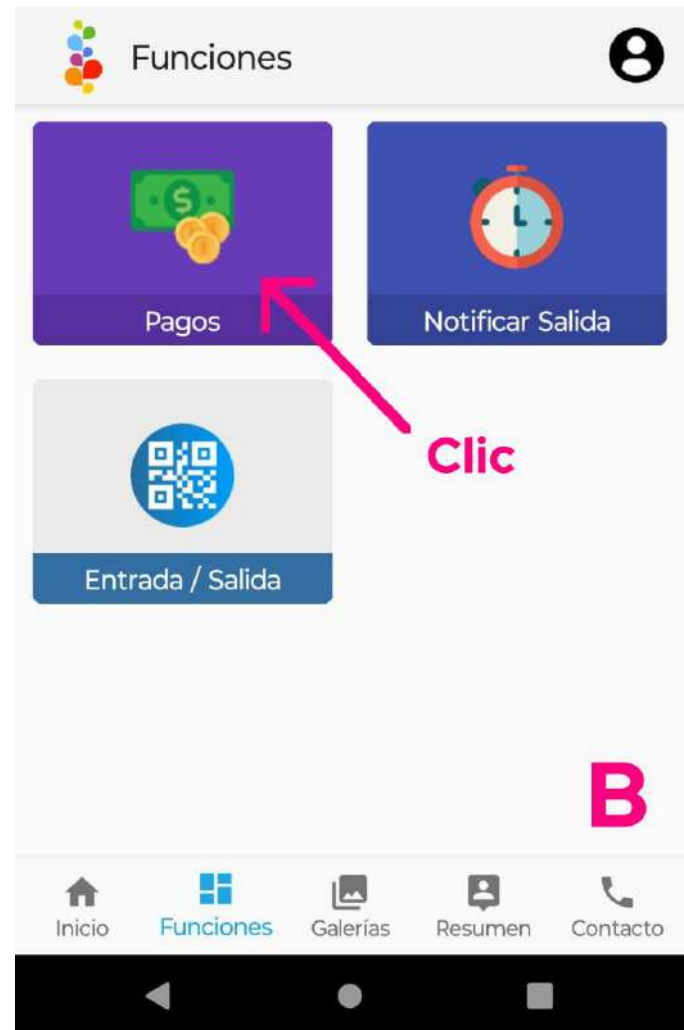 Funciones
Pagos
Notificar Salida
Clic
Entrada / Salida
B
Inicio
Funciones
Galerías
Resumen
Contacto